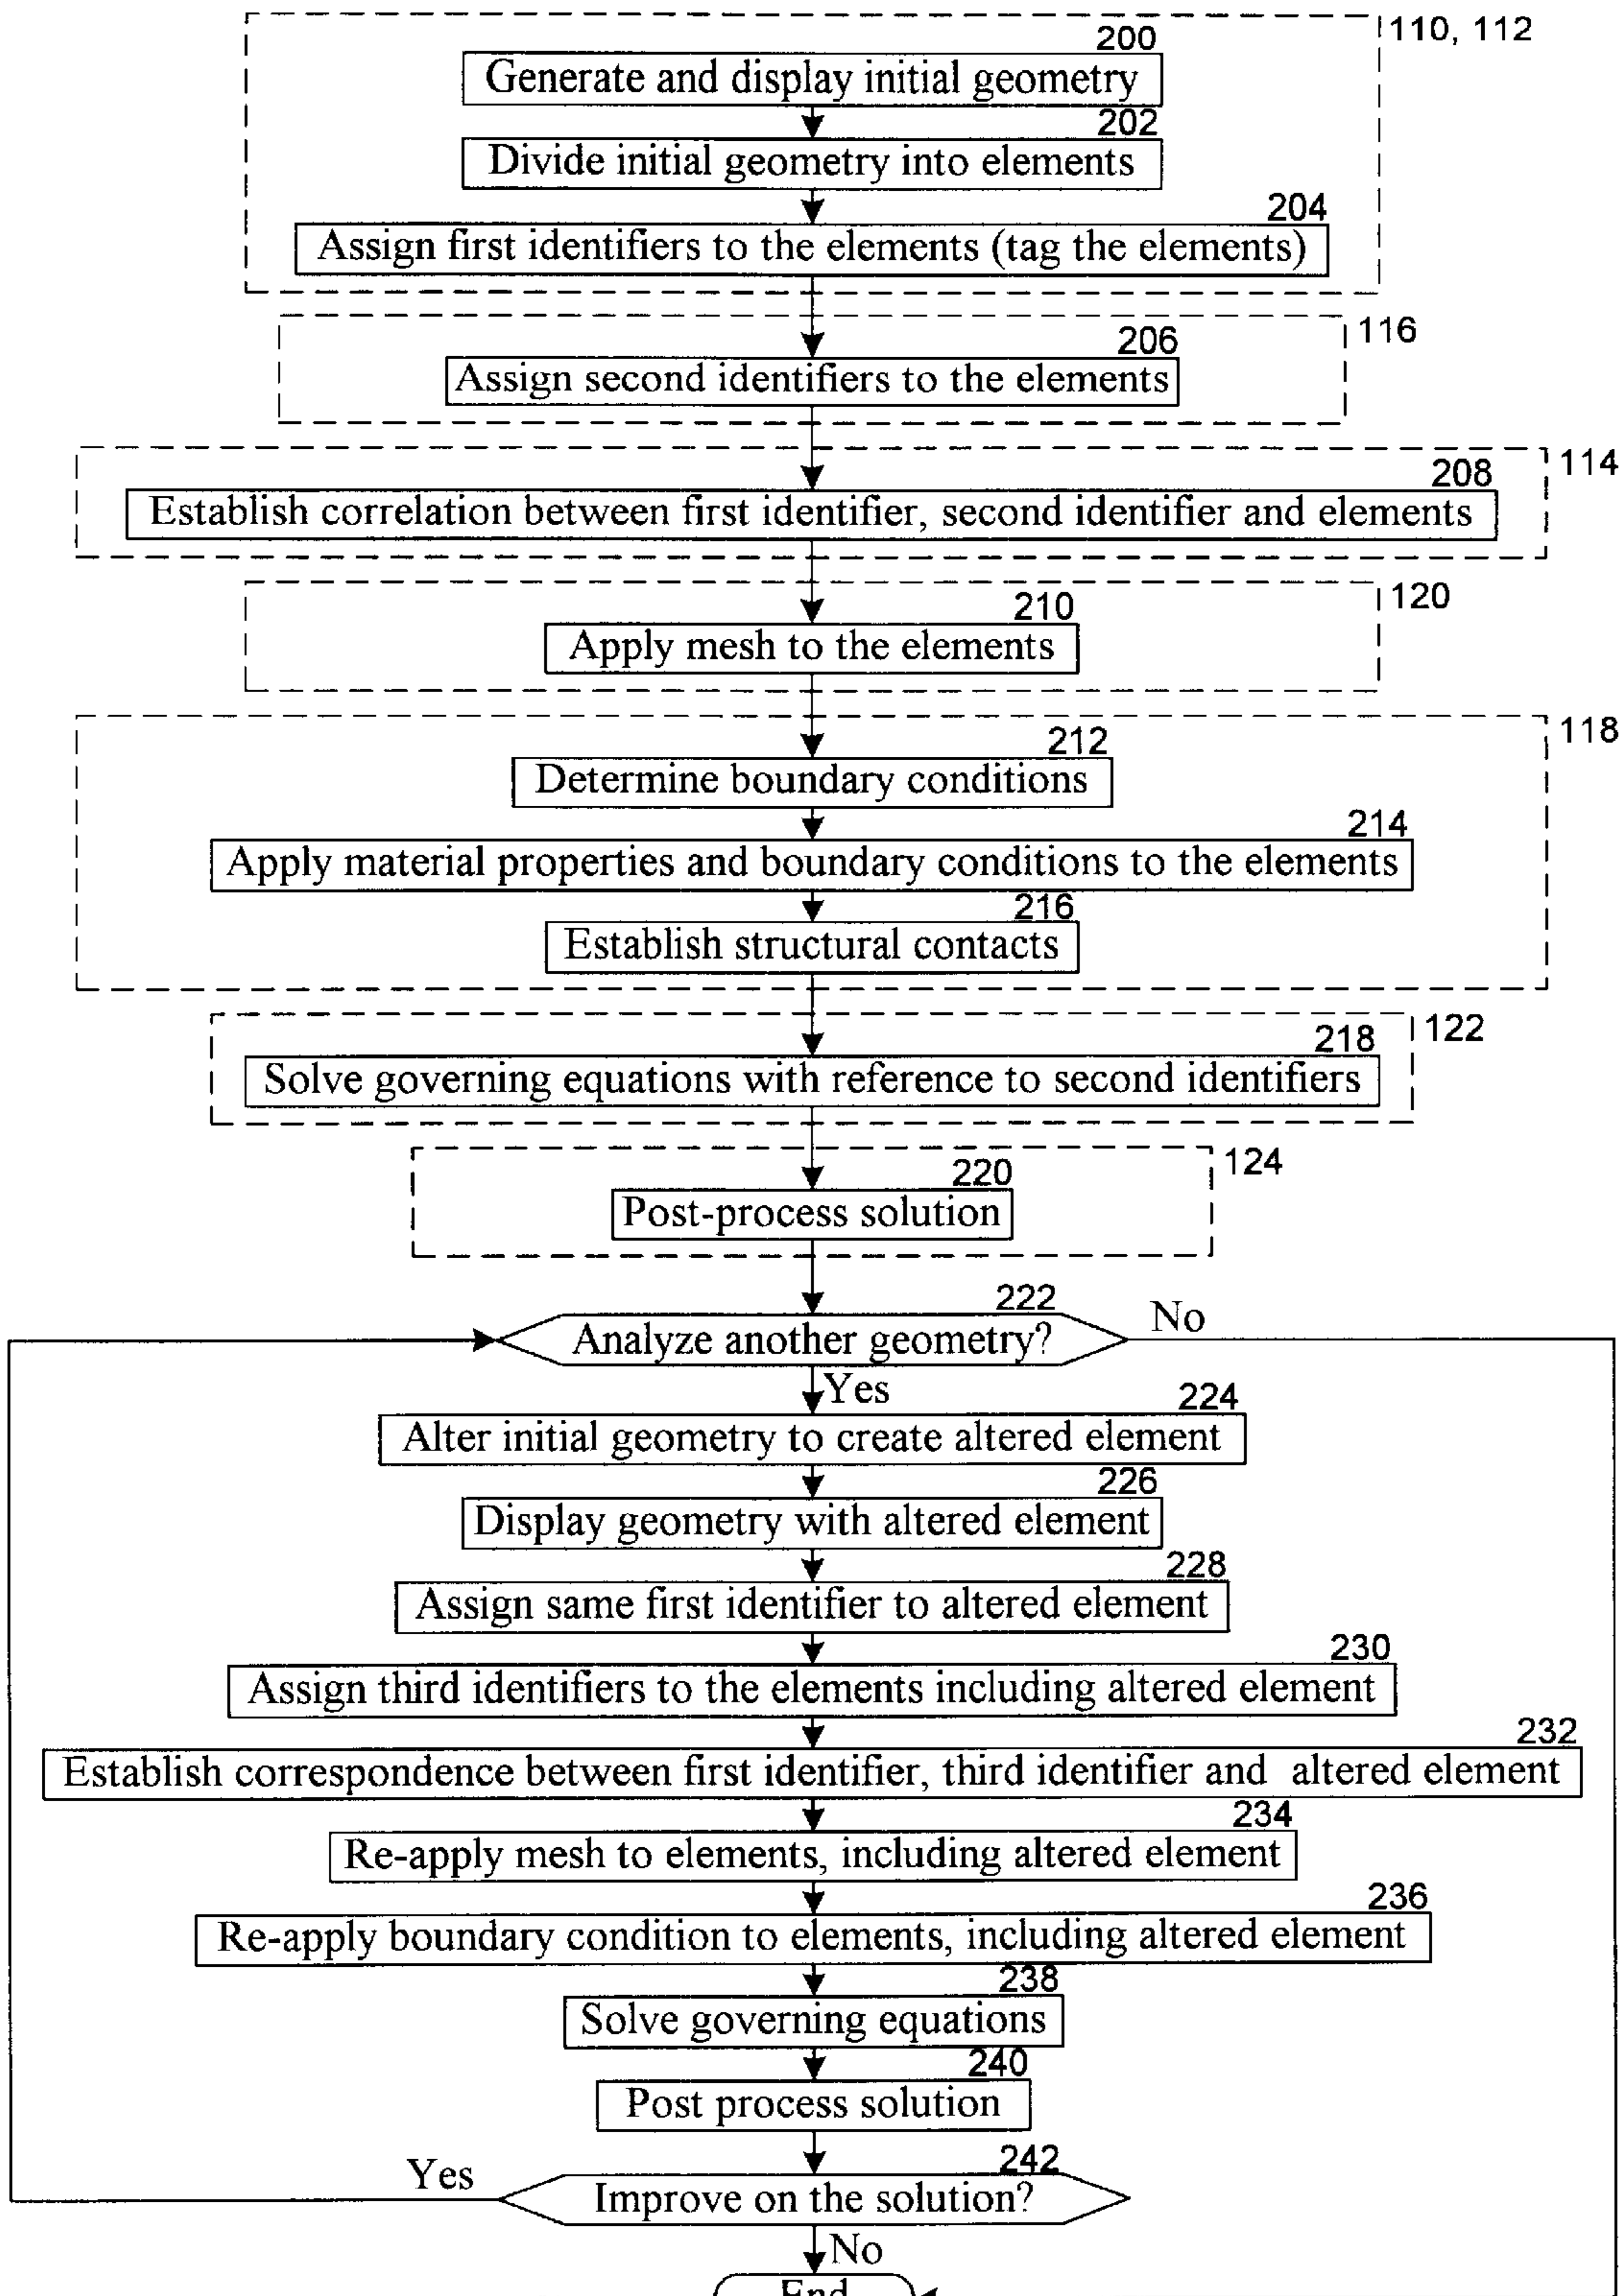 110, 112
200
Generate and display initial geometry
202
Divide initial geometry into elements
204
Assign first identifiers to the elements (tag the elements)
116
206
Assign second identifiers to the elements
114
208
Establish correlation between first identifier, second identifier and elements
120
210
Apply mesh to the elements
118
212
Determine boundary conditions
214
Apply material properties and boundary conditions to the elements
216
Establish structural contacts
122
218
Solve governing equations with reference to second identifiers
124
220
Post-process solution
222
No
Analyze another geometry?
Yes
224
Alter initial geometry to create altered element
226
Display geometry with altered element
228
Assign same first identifier to altered element
230
Assign third identifiers to the elements including altered element
232
Establish correspondence between first identifier, third identifier and altered element
234
Re-apply mesh to elements, including altered element
236
Re-apply boundary condition to elements, including altered element
238
Solve governing equations
240
Post process solution
242
Yes
Improve on the solution?
No
End